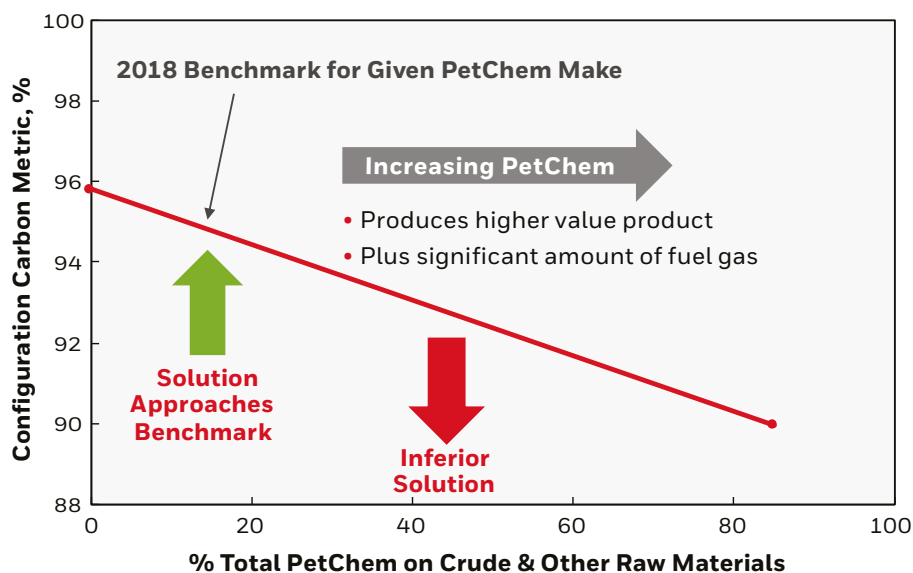 100
98
96
94
92
90
88
Configuration Carbon Metric, %
2018 Benchmark for Given PetChem Make
Increasing PetChem
• Produces higher value product
• Plus significant amount of fuel gas
Solution
Approaches
Benchmark
Inferior
Solution
0 20 40 60 80 100
% Total PetChem on Crude & Other Raw Materials